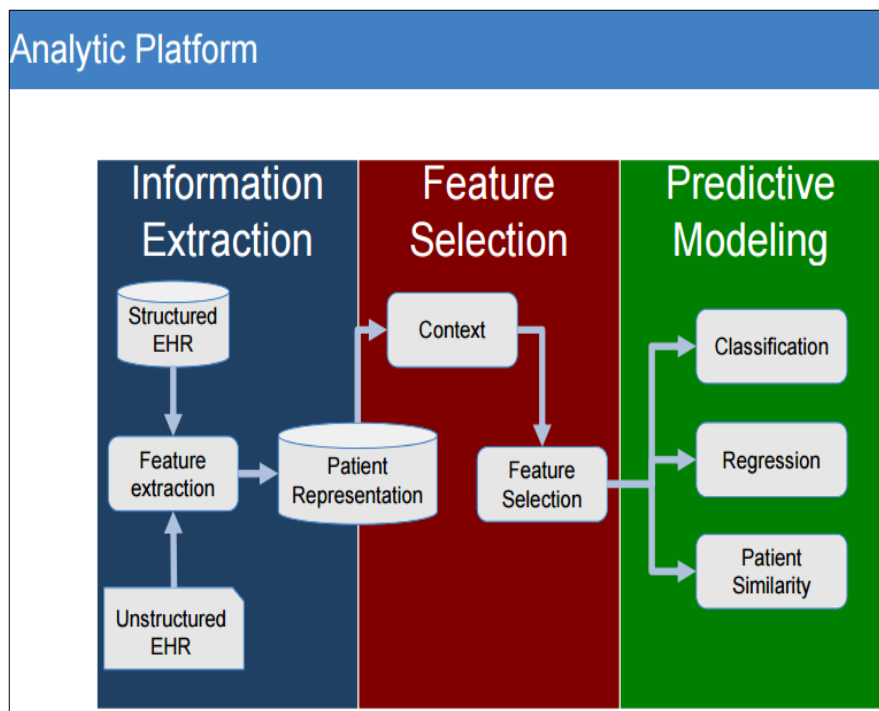 Analytic Platform
Information
Extraction
Feature
Selection
Predictive
Modeling
Structured
EHR
Feature
extraction
Unstructured
EHR
Patient
Representation
Context
Feature
Selection
Classification
Regression
Patient
Similarity